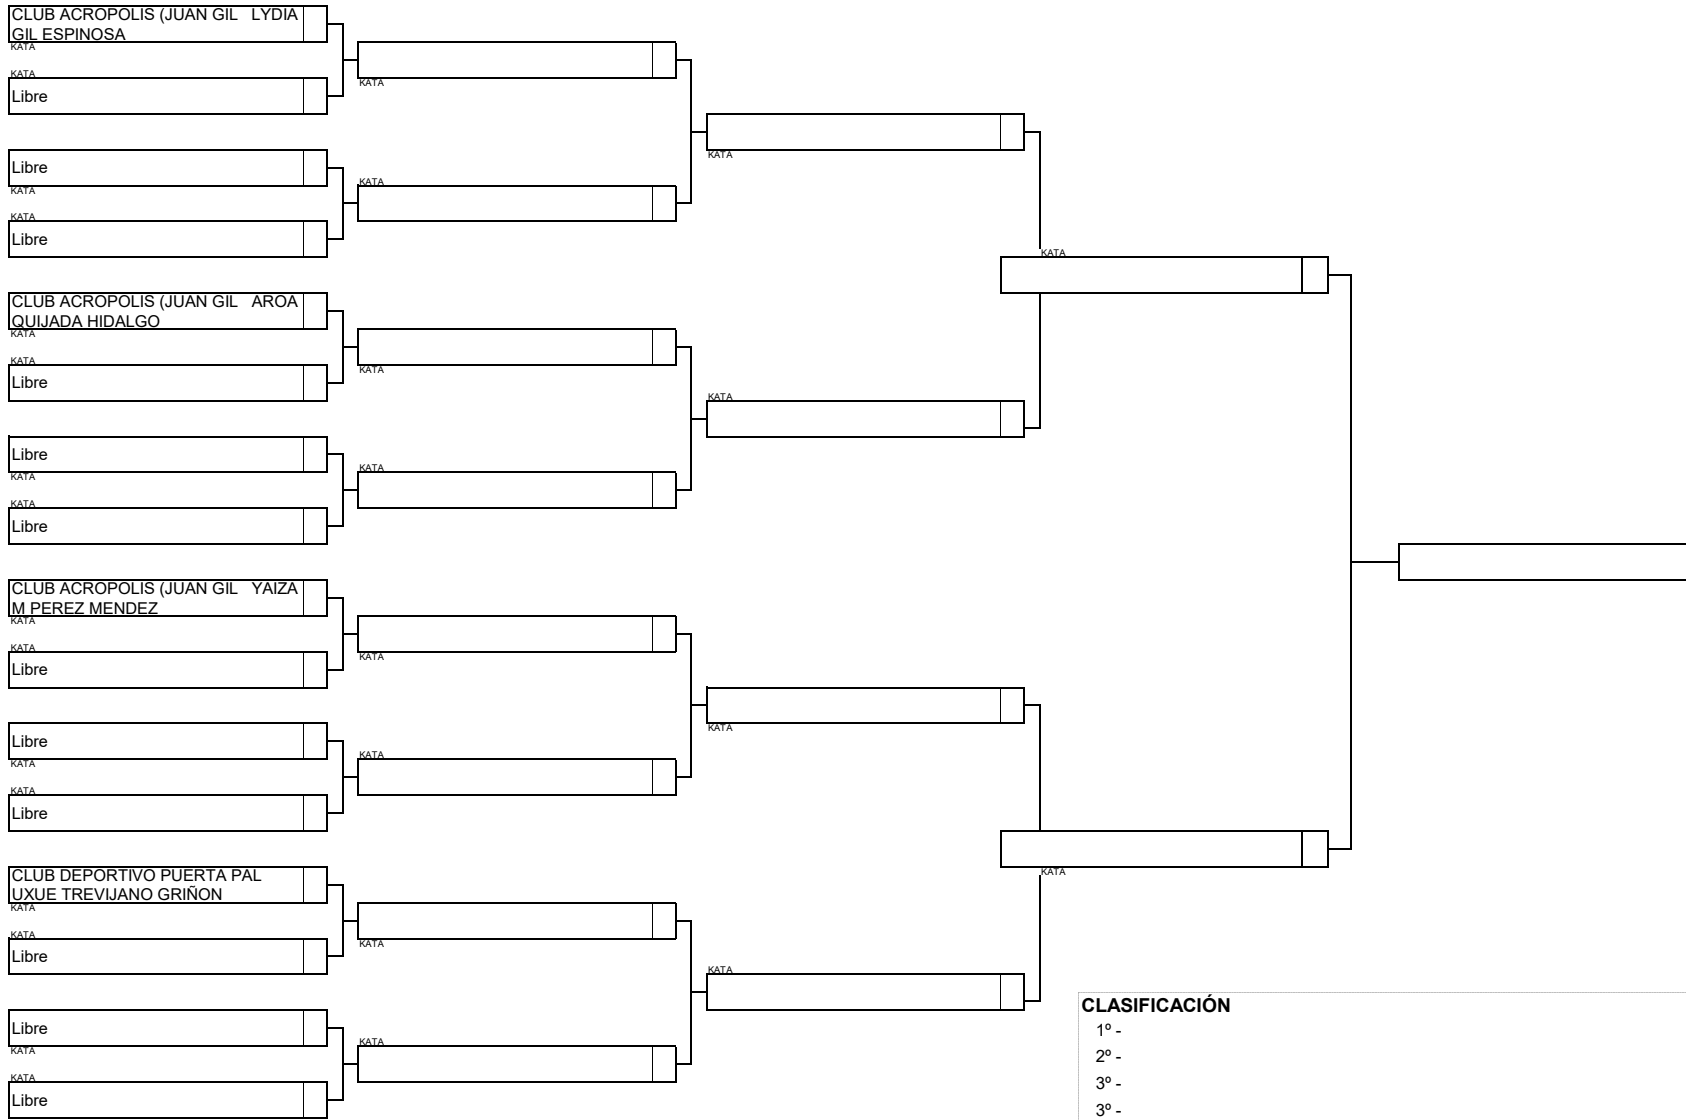 CLUB ACROPOLIS (JUAN GIL LYDIA
GIL ESPINOSA
KATA
KATA
Libre
KATA
Libre
KATA
KATA
Libre
KATA
KATA
KATA
CLUB ACROPOLIS (JUAN GIL AROA
QUIJADA HIDALGO
KATA
KATA
Libre
KATA
KATA
Libre
KATA
KATA
Libre
KATA
CLUB ACROPOLIS (JUAN GIL YAIZA
M PEREZ MENDEZ
KATA
KATA
Libre
KATA
KATA
Libre
KATA
KATA
Libre
KATA
CLUB DEPORTIVO PUERTA PAL
UXUE TREVIJANO GRIÑON
KATA
KATA
Libre
KATA
KATA
KATA
Libre
KATA
KATA
Libre
KATA
CLASIFICACIÓN
1º -
2º -
3º -
3º -